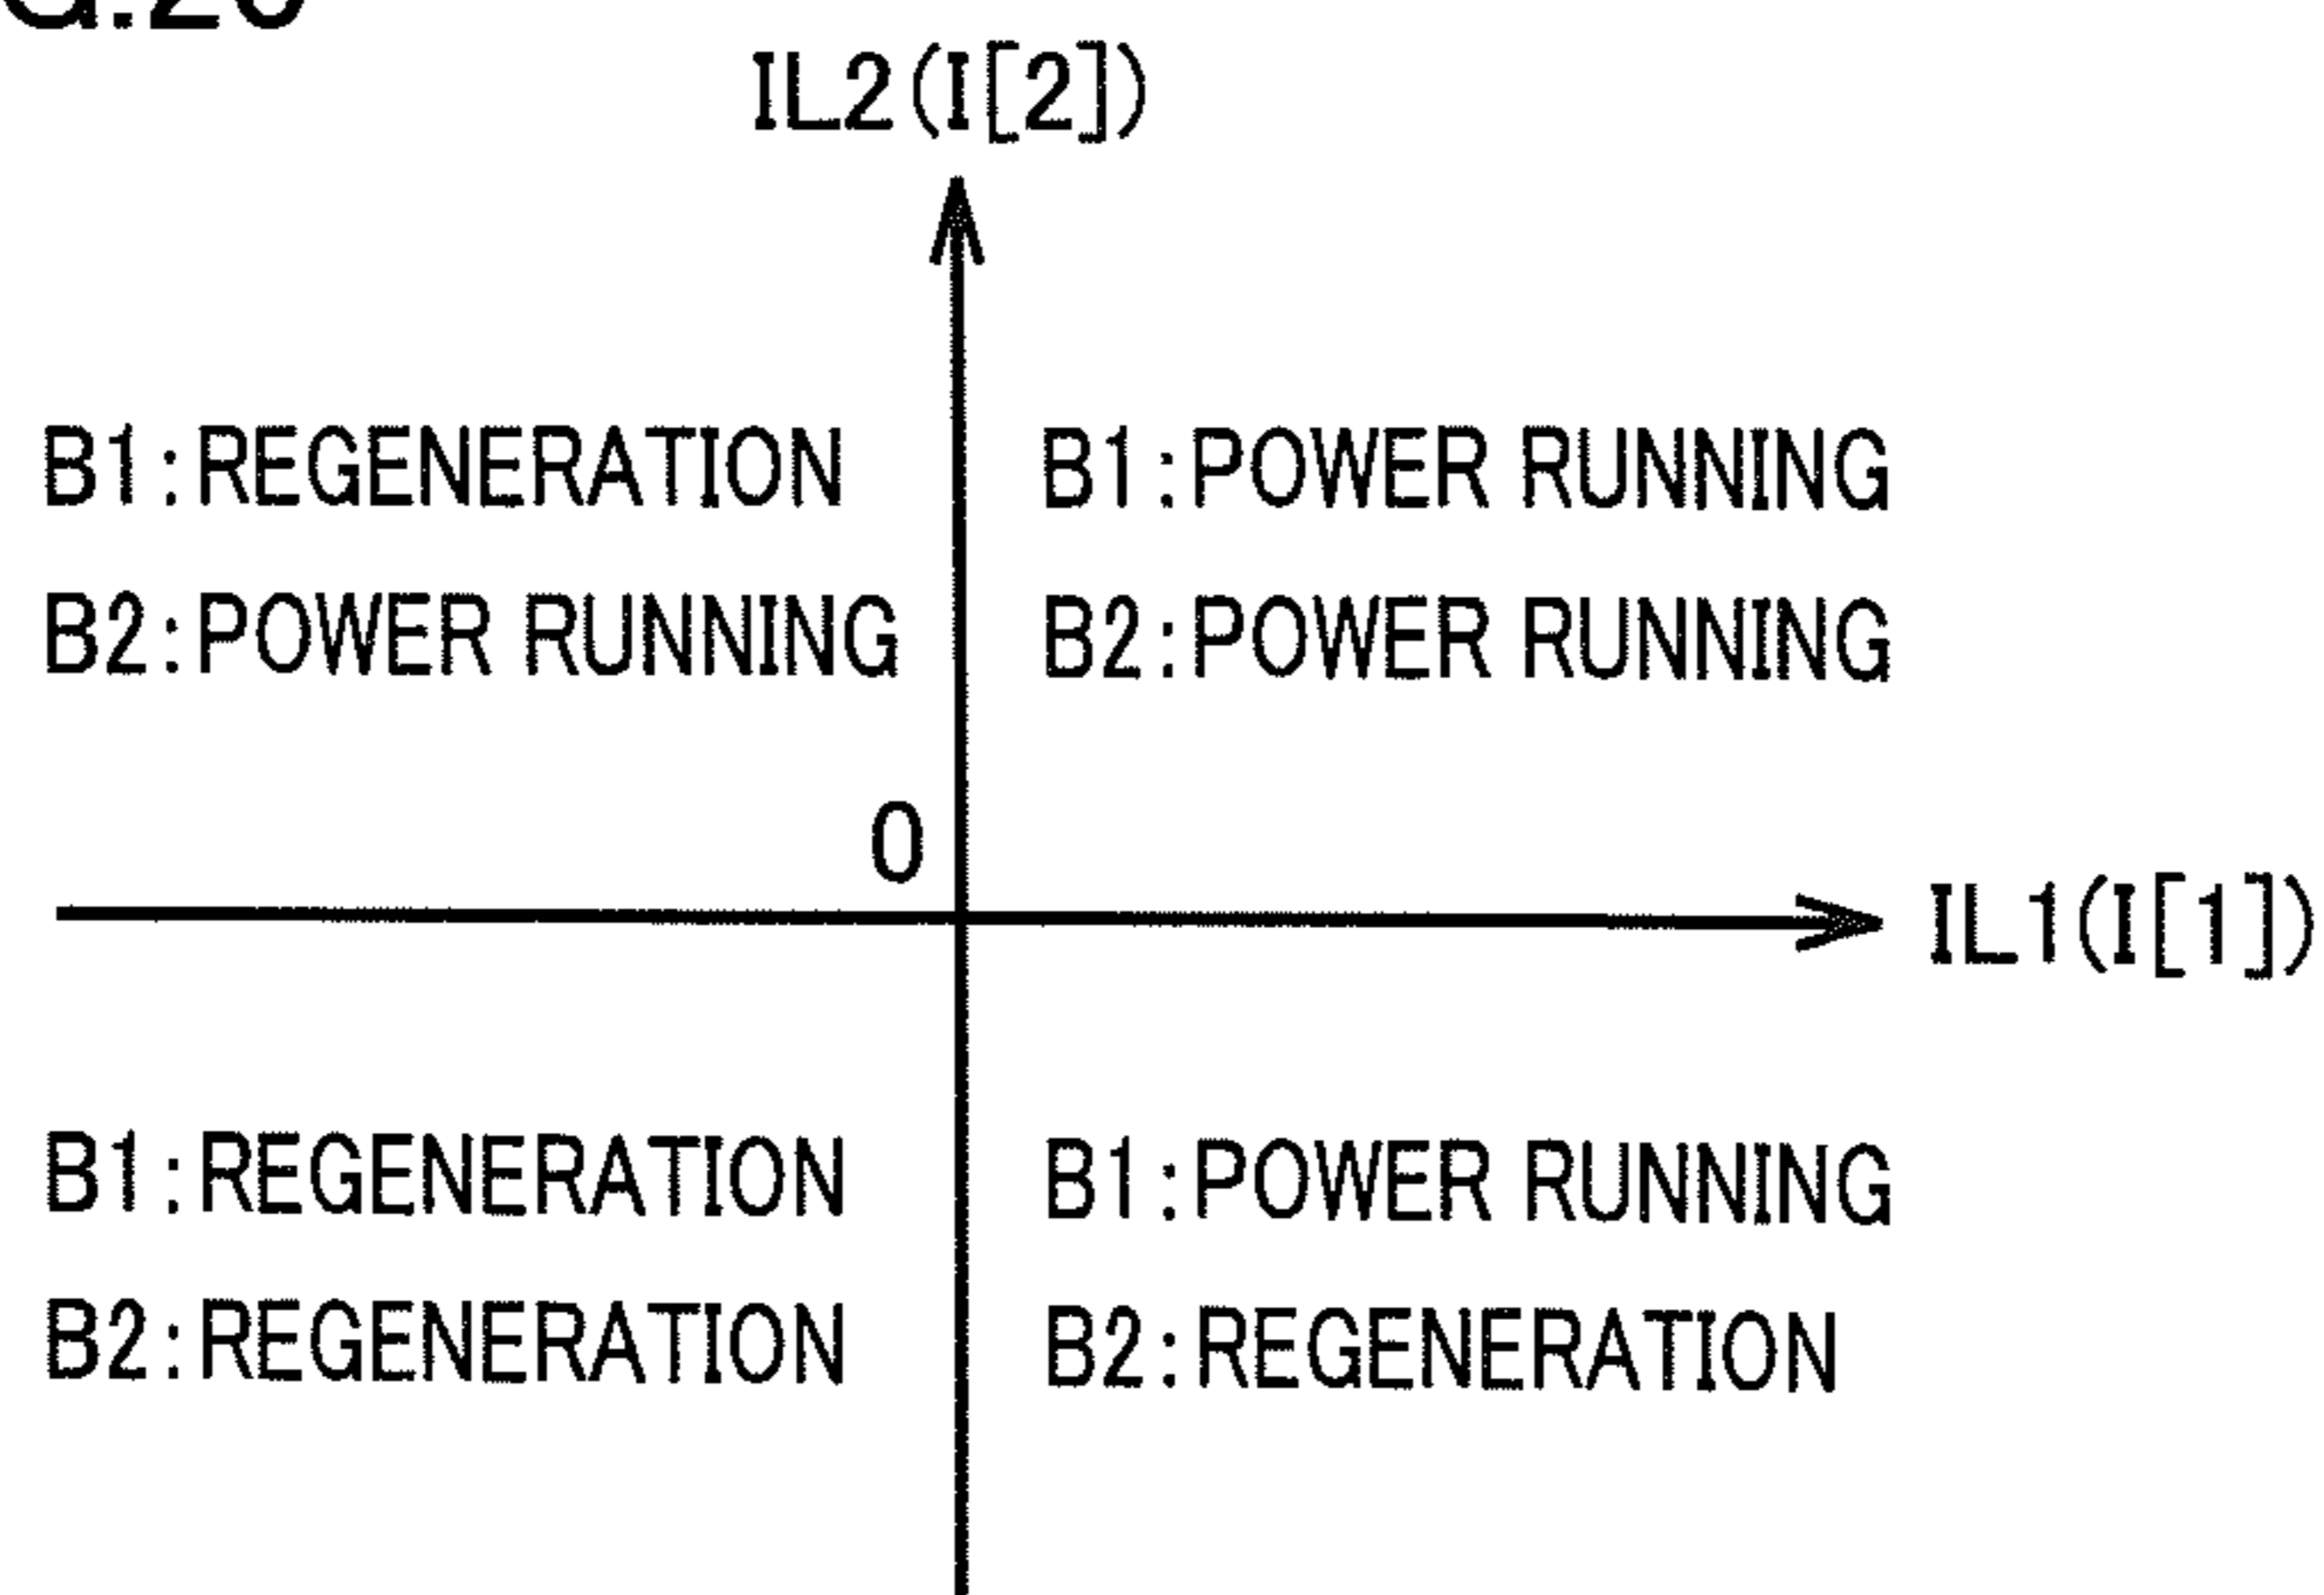 IL2(I[2])
B1:REGENERATION
B1:POWER RUNNING
B2:POWER RUNNING
B2:POWER RUNNING
0
IL1(I[1])
B1:REGENERATION
B1:POWER RUNNING
B2:REGENERATION
B2:REGENERATION